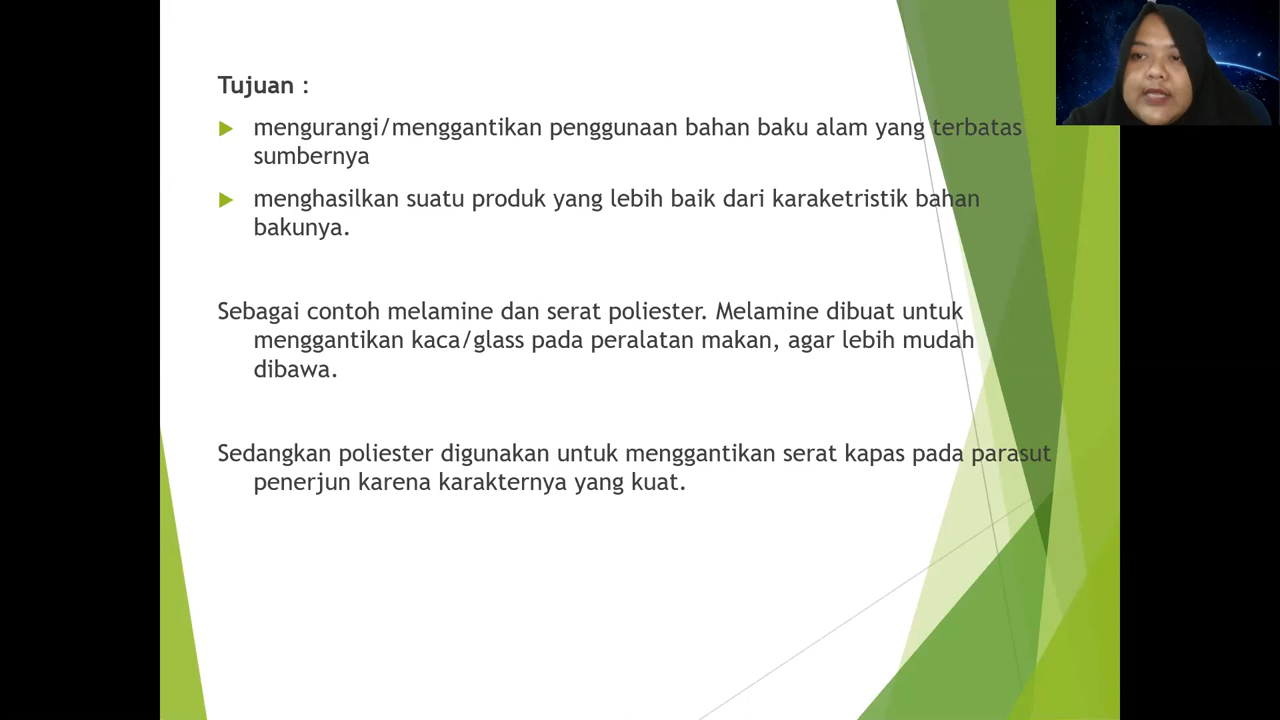 Tujuan :
mengurangi/menggantikan penggunaan bahan baku alam yang terbatas
sumbernya
menghasilkan suatu produk yang lebih baik dari karaketristik bahan
bakunya.
Sebagai contoh melamine dan serat poliester. Melamine dibuat untuk
menggantikan kaca/glass pada peralatan makan, agar lebih mudah
dibawa.
Sedangkan poliester digunakan untuk menggantikan serat kapas pada parasut
penerjun karena karakternya yang kuat.